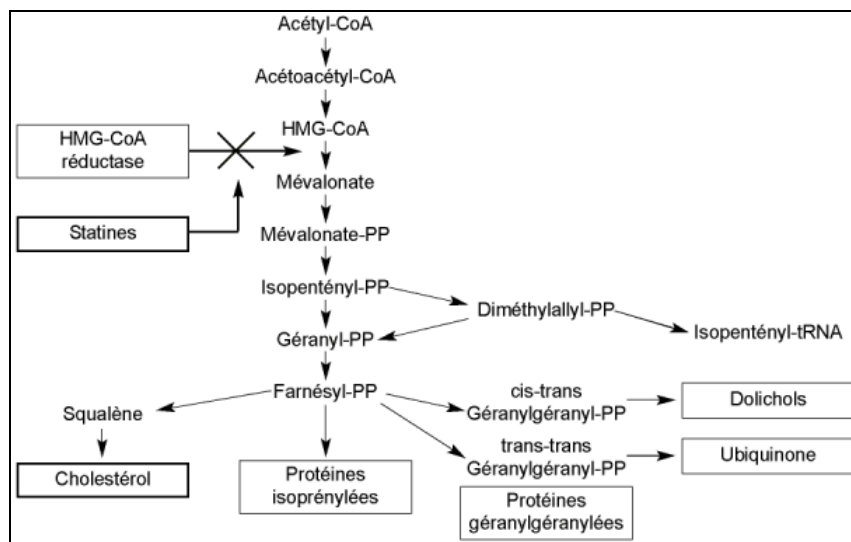 Acétyl-CoA
Acétoacétyl-CoA
HMG-CoA
réductase
HMG-CoA
Mévalonate
Statines
Mévalonate-PP
Isopentényl-PP
Diméthylallyl-PP
Isopentényl-tRNA
Géranyl-PP
Farnésyl-PP
cis-trans
Géranylgéranyl-PP
Dolichols
Squalène
trans-trans
Géranylgéranyl-PP
Ubiquinone
Cholestérol
Protéines
isoprénylées
Protéines
géranylgéranylées